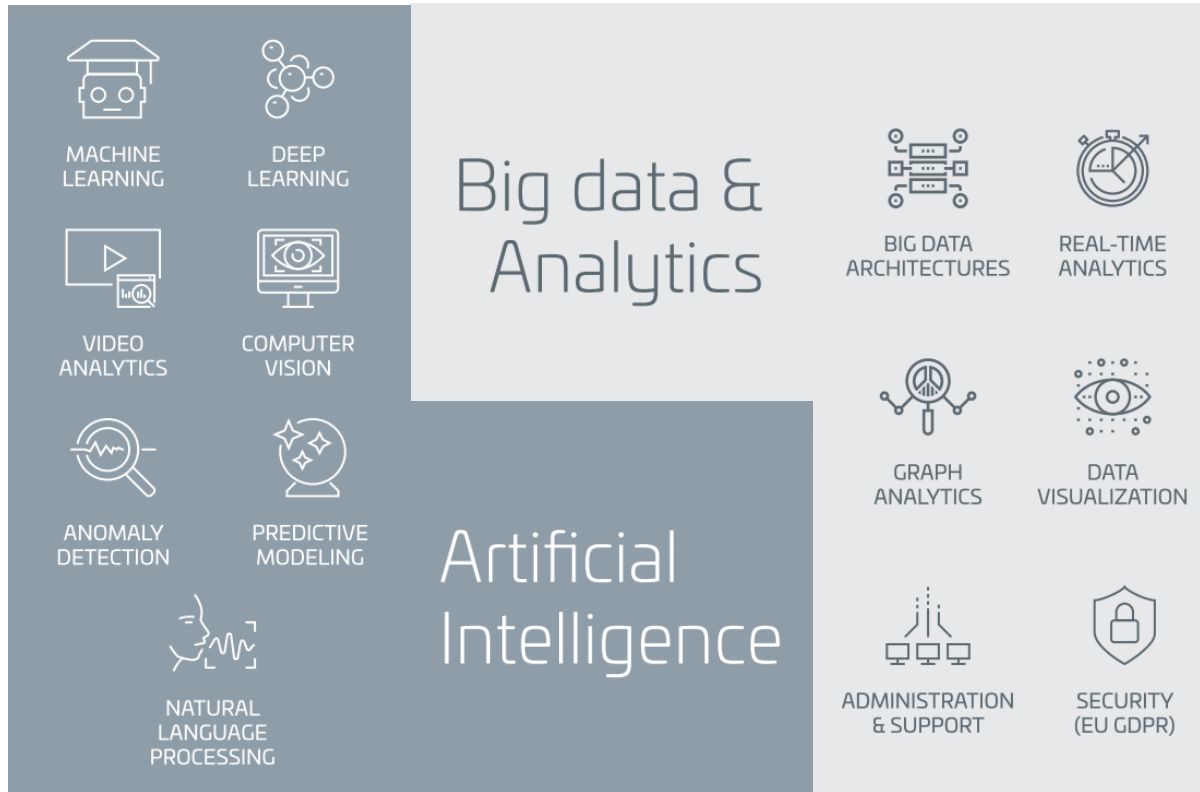 MACHINE
LEARNING
DEEP
LEARNING
VIDEO
ANALYTICS
COMPUTER
VISION
ANOMALY
DETECTION
PREDICTIVE
MODELING
NATURAL
LANGUAGE
PROCESSING
Big data &
Analytics
Artificial
Intelligence
BIG DATA
ARCHITECTURES
REAL-TIME
ANALYTICS
GRAPH
ANALYTICS
DATA
VISUALIZATION
ADMINISTRATION
& SUPPORT
SECURITY
(EU GDPR)